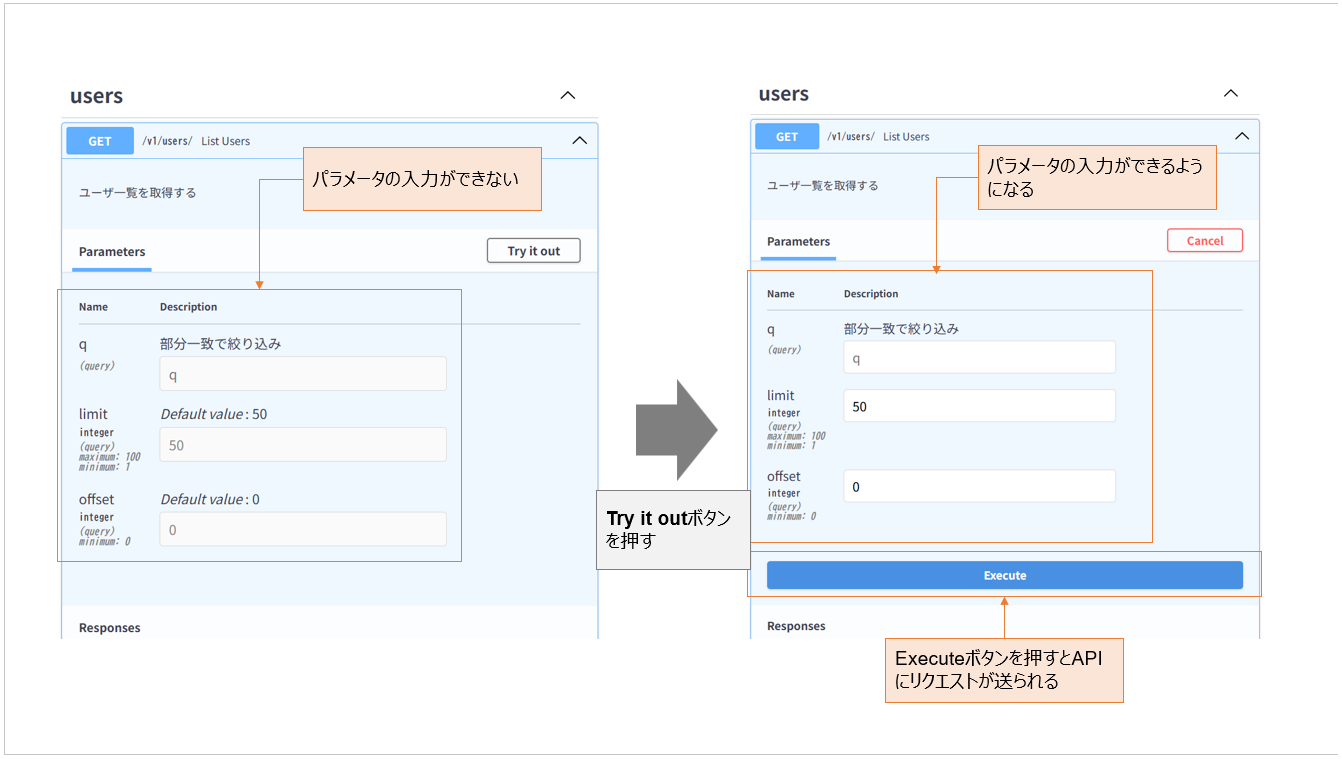 users
GET /v1/users/ List Users
パラメータの入力ができない
ユーザ一覧を取得する
Parameters
Try it out
Name Description
q 部分一致で絞り込み
(query)
q
limit Default value : 50
integer
(query)
maximum: 100
minimum: 1
50
offset Default value : 0
integer
(query)
minimum: 0
0
Responses
Try it outボタン
を押す
users
GET /v1/users/ List Users
パラメータの入力ができるよう
になる
ユーザ一覧を取得する
Parameters
Cancel
Name Description
q 部分一致で絞り込み
(query)
q
limit
integer
(query)
maximum: 100
minimum: 1
50
offset
integer
(query)
minimum: 0
0
Execute
Responses
Executeボタンを押すとAPI
にリクエストが送られる